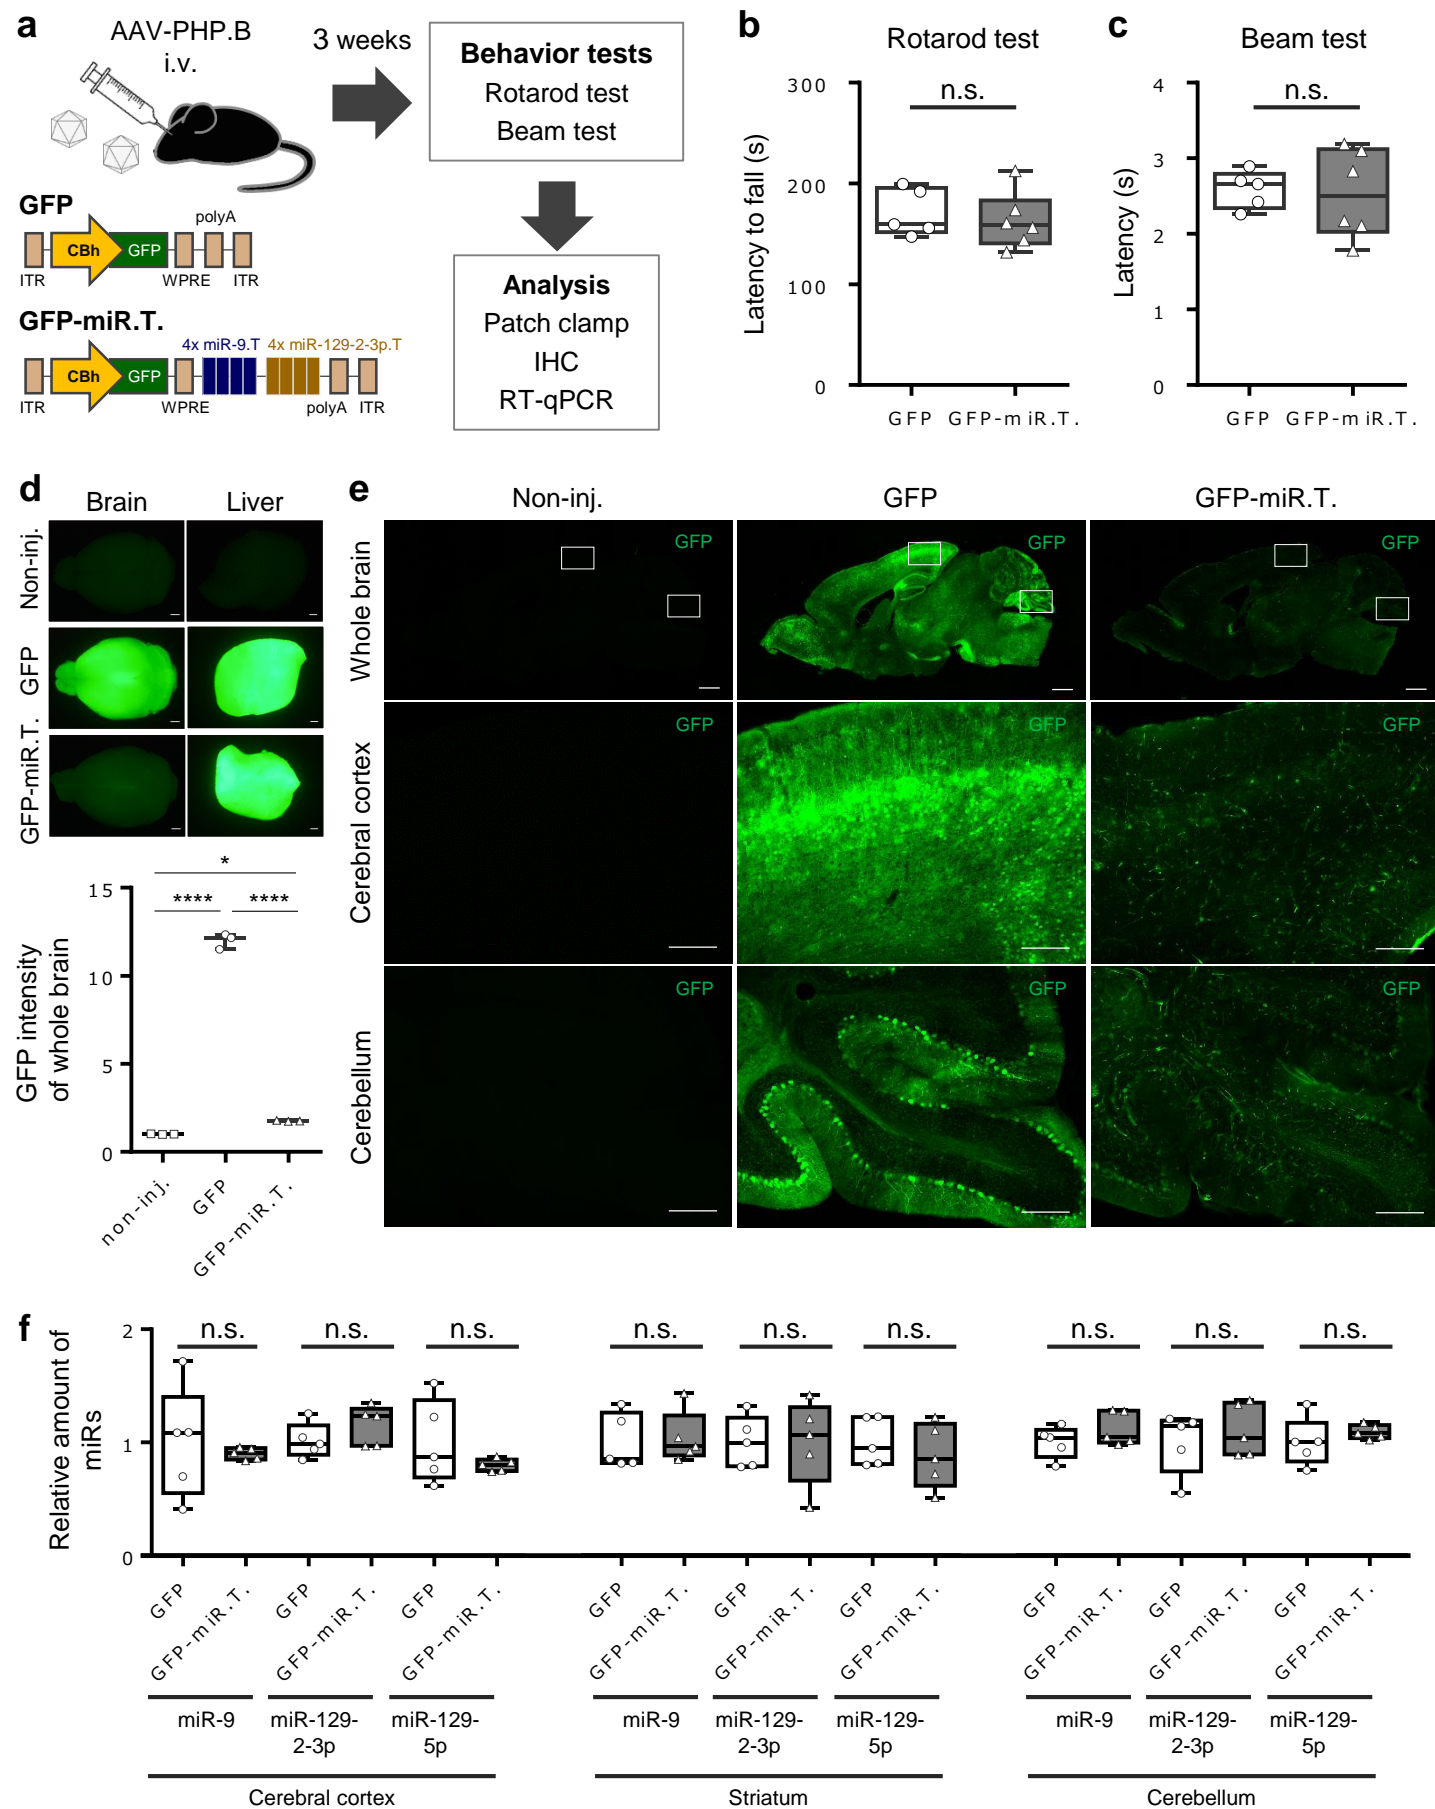 a
AAV-PHP.B
i.v.
3 weeks
Behavior tests
Rotarod test
Beam test
GFP
polyA
CBh
GFP
ITR
WPRE
ITR
GFP-miR.T.
4x miR-9.T
4x miR-129-2-3p.T
CBh
GFP
ITR
WPRE
polyA
ITR
Analysis
Patch clamp
IHC
RT-qPCR
b
Rotarod test
n.s.
Latency to fall (s)
300
200
100
0
GFP
GFP-miR.T.
c
Beam test
n.s.
Latency (s)
4
3
2
1
0
GFP
GFP-miR.T.
d
Brain
Liver
Non-inj.
GFP
GFP-miR.T.
*
****
****
GFP intensity
of whole brain
15
10
5
0
non-inj.
GFP
GFP-miR.T.
e
Non-inj.
GFP
GFP-miR.T.
Whole brain
GFP
GFP
GFP
Cerebral cortex
GFP
GFP
GFP
Cerebellum
GFP
GFP
GFP
f
Relative amount of
miRs
2
1
0
n.s.
n.s.
n.s.
n.s.
n.s.
n.s.
n.s.
n.s.
n.s.
GFP
GFP-miR.T.
GFP
GFP-miR.T.
GFP
GFP-miR.T.
GFP
GFP-miR.T.
GFP
GFP-miR.T.
GFP
GFP-miR.T.
GFP
GFP-miR.T.
GFP
GFP-miR.T.
GFP
GFP-miR.T.
miR-9
miR-129-
2-3p
miR-129-
5p
miR-9
miR-129-
2-3p
miR-129-
5p
miR-9
miR-129-
2-3p
miR-129-
5p
Cerebral cortex
Striatum
Cerebellum